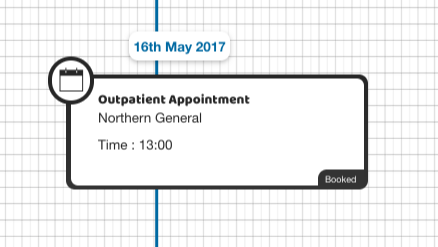 16th May 2017
Outpatient Appointment
Northern General
Time : 13:00
Booked